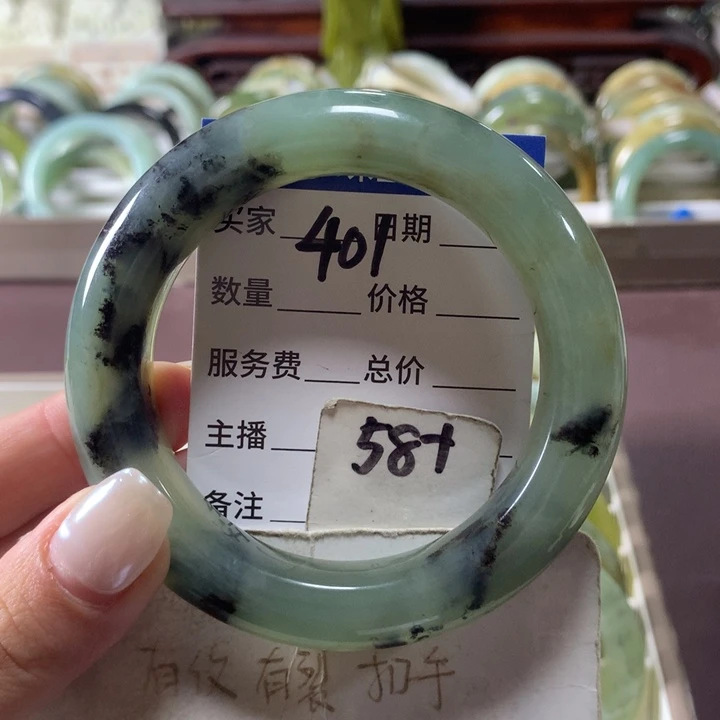 买家 401 日期
数量 价格
服务费 总价
主播
58+
备注
有纹 有裂 扣手